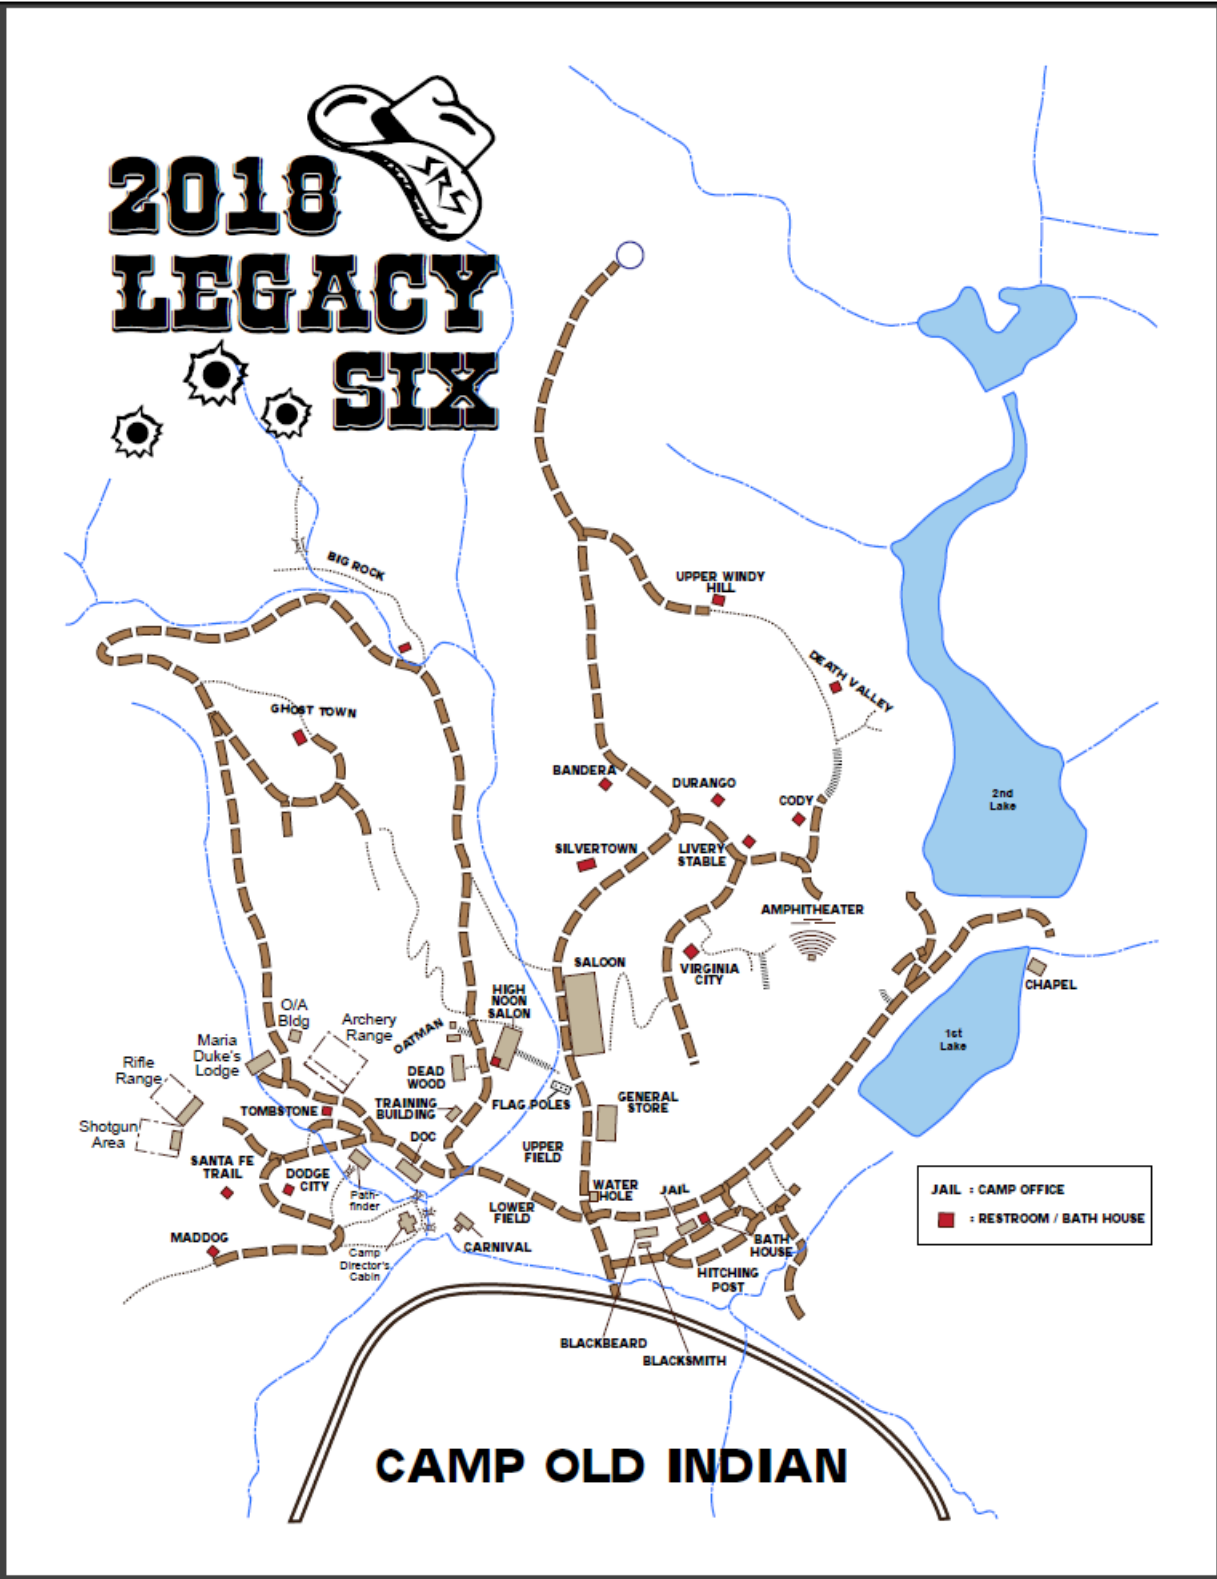 SRS
2018
LEGACY
SIX
BIG ROCK
UPPER WINDY
HILL
DEATH VALLEY
GHOST TOWN
BANDERA
DURANGO
CODY
2nd
Lake
SILVERTOWN
LIVERY
STABLE
AMPHITHEATER
SALOON
VIRGINIA
CITY
CHAPEL
HIGH
NOON
SALON
O/A
Bldg
Archery
Range
OATMAN
1st
Lake
Maria
Duke's
Lodge
Rifle
Range
DEAD
WOOD
TOMBSTONE
TRAINING
BUILDING
FLAG POLES
GENERAL
STORE
Shotgun
Area
DOC
UPPER
FIELD
SANTA FE
TRAIL
DODGE
CITY
Path-
finder
WATER
HOLE
JAIL
JAIL : CAMP OFFICE
: RESTROOM / BATH HOUSE
LOWER
FIELD
MADDOG
CARNIVAL
BATH
HOUSE
Camp
Director's
Cabin
HITCHING
POST
BLACKBEARD
BLACKSMITH
CAMP OLD INDIAN